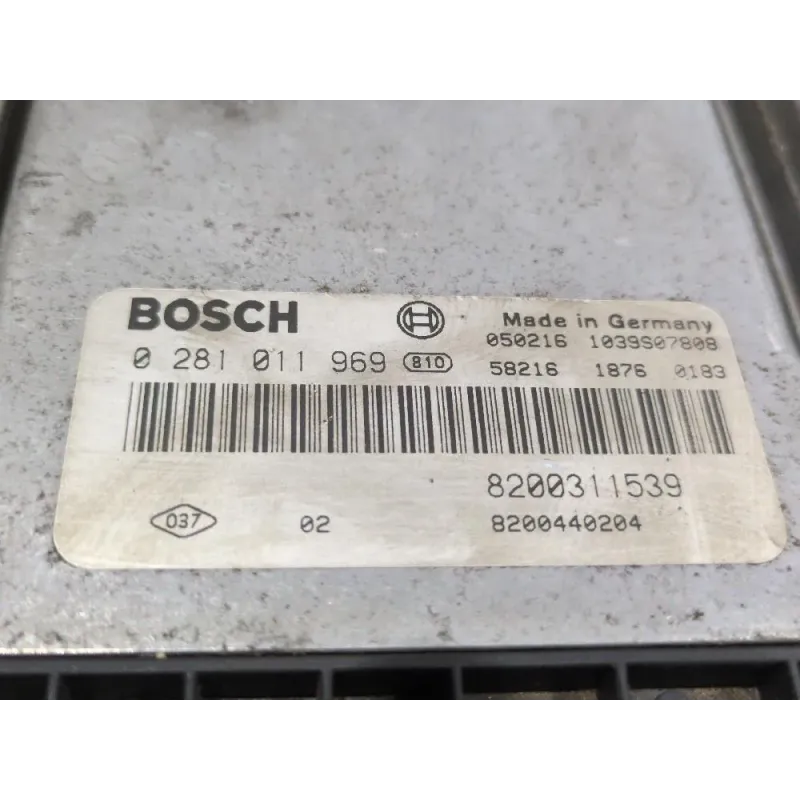 BOSCH
Made in Germany
050216 1039S07808
0 281 011 969 810
58216 1876 0183
8200311539
037 02 8200440204